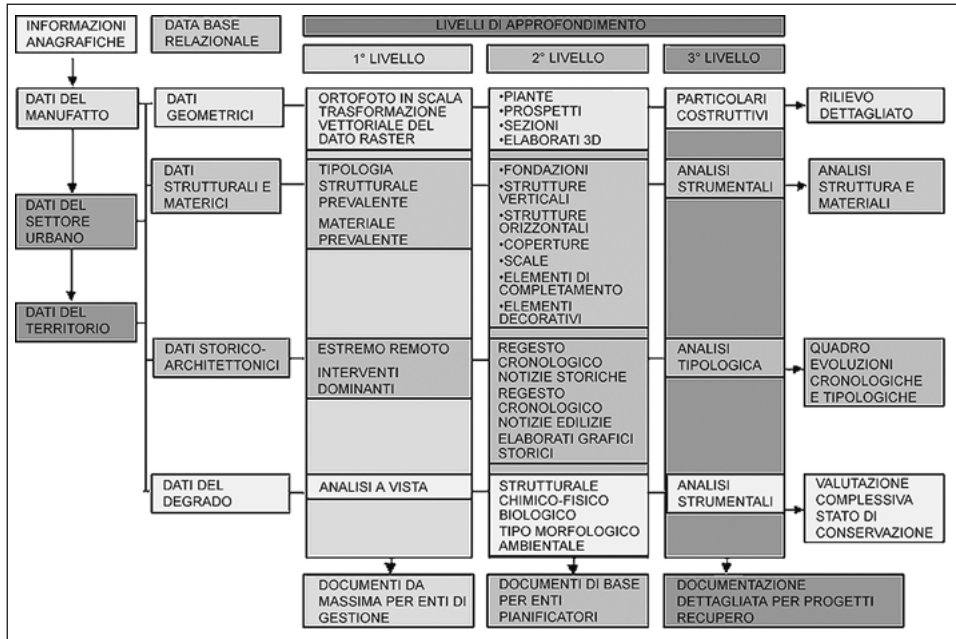 INFORMAZIONI
ANAGRAFICHE
DATA BASE
RELAZIONALE
LIVELLI DI APPROFONDIMENTO
1° LIVELLO
2° LIVELLO
3° LIVELLO
DATI DEL
MANUFATTO
DATI
GEOMETRICI
ORTOFOTO IN SCALA
TRASFORMAZIONE
VETTORIALE DEL
DATO RASTER
•PIANTE
•PROSPETTI
•SEZIONI
•ELABORATI 3D
PARTICOLARI
COSTRUTTIVI
RILIEVO
DETTAGLIATO
DATI DEL
SETTORE
URBANO
DATI
STRUTTURALI E
MATERICI
TIPOLOGIA
STRUTTURALE
PREVALENTE
MATERIALE
PREVALENTE
•FONDAZIONI
•STRUTTURE
VERTICALI
•STRUTTURE
ORIZZONTALI
•COPERTURE
•SCALE
•ELEMENTI DI
COMPLETAMENTO
•ELEMENTI
DECORATIVI
ANALISI
STRUMENTALI
ANALISI
STRUTTURA E
MATERIALI
DATI DEL
TERRITORIO
DATI STORICO-
ARCHITETTONICI
ESTREMO REMOTO
INTERVENTI
DOMINANTI
REGESTO
CRONOLOGICO
NOTIZIE STORICHE
REGESTO
CRONOLOGICO
NOTIZIE EDILIZIE
ELABORATI GRAFICI
STORICI
ANALISI
TIPOLOGICA
QUADRO
EVOLUZIONI
CRONOLOGICHE
E TIPOLOGICHE
DATI DEL
DEGRADO
ANALISI A VISTA
STRUTTURALE
CHIMICO-FISICO
BIOLOGICO
TIPO MORFOLOGICO
AMBIENTALE
ANALISI
STRUMENTALI
VALUTAZIONE
COMPLESSIVA
STATO DI
CONSERVAZIONE
DOCUMENTI DA
MASSIMA PER ENTI DI
GESTIONE
DOCUMENTI DI BASE
PER ENTI
PIANIFICATORI
DOCUMENTAZIONE
DETTAGLIATA PER PROGETTI
RECUPERO